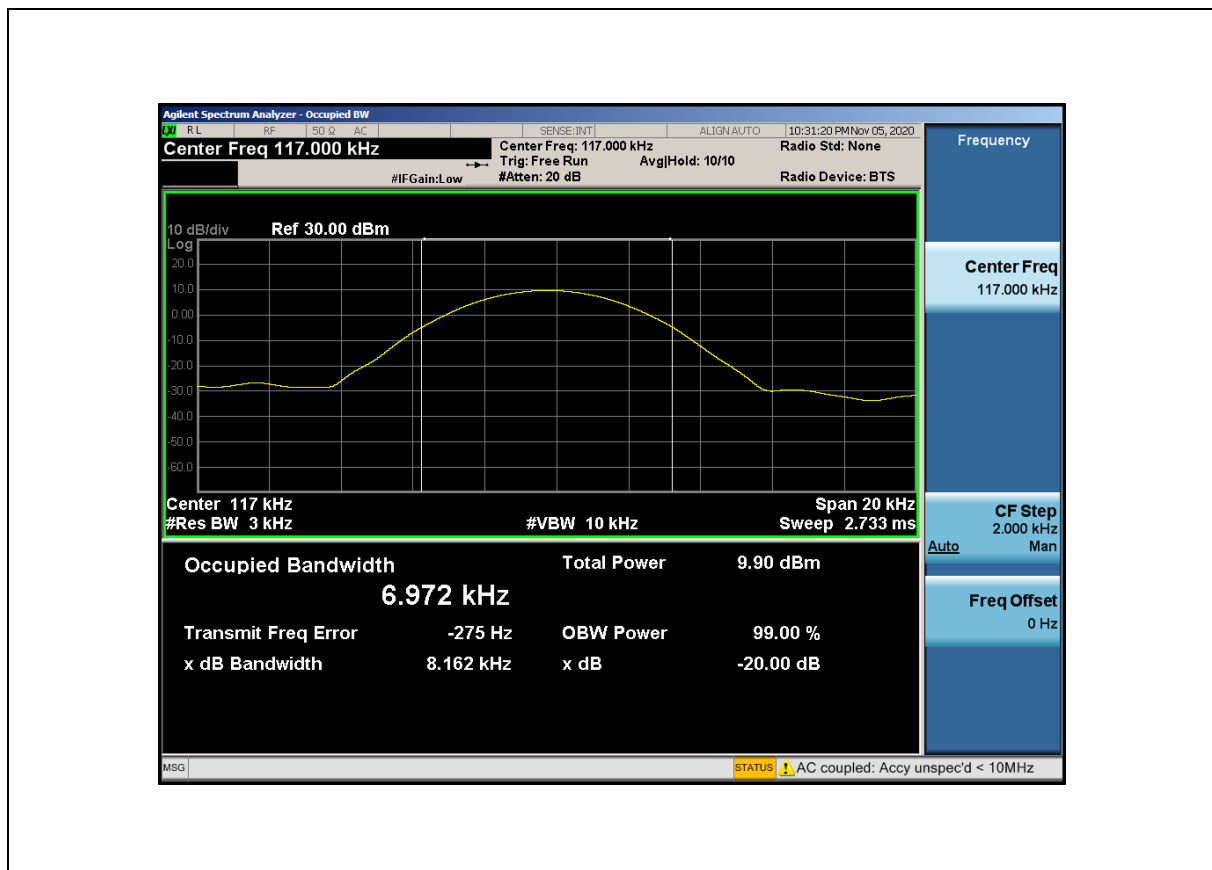 Agilent Spectrum Analyzer - Occupied BW
LXI RL RF 50 Ω AC SENSE:INT ALIGN AUTO 10:31:20 PM Nov 05, 2020
Center Freq 117.000 kHz
Center Freq: 117.000 kHz
Radio Std: None
Trig: Free Run Avg|Hold: 10/10
#IFGain:Low
#Atten: 20 dB
Radio Device: BTS
10 dB/div Ref 30.00 dBm
Log
20.0
10.0
0.00
-10.0
-20.0
-30.0
-40.0
-50.0
-60.0
Center 117 kHz Span 20 kHz
#Res BW 3 kHz #VBW 10 kHz Sweep 2.733 ms
Occupied Bandwidth Total Power 9.90 dBm
6.972 kHz
Transmit Freq Error -275 Hz OBW Power 99.00 %
x dB Bandwidth 8.162 kHz x dB -20.00 dB
Frequency
Center Freq
117.000 kHz
CF Step
2.000 kHz
Auto Man
Freq Offset
0 Hz
MSG STATUS AC coupled: Accy unspec'd < 10MHz